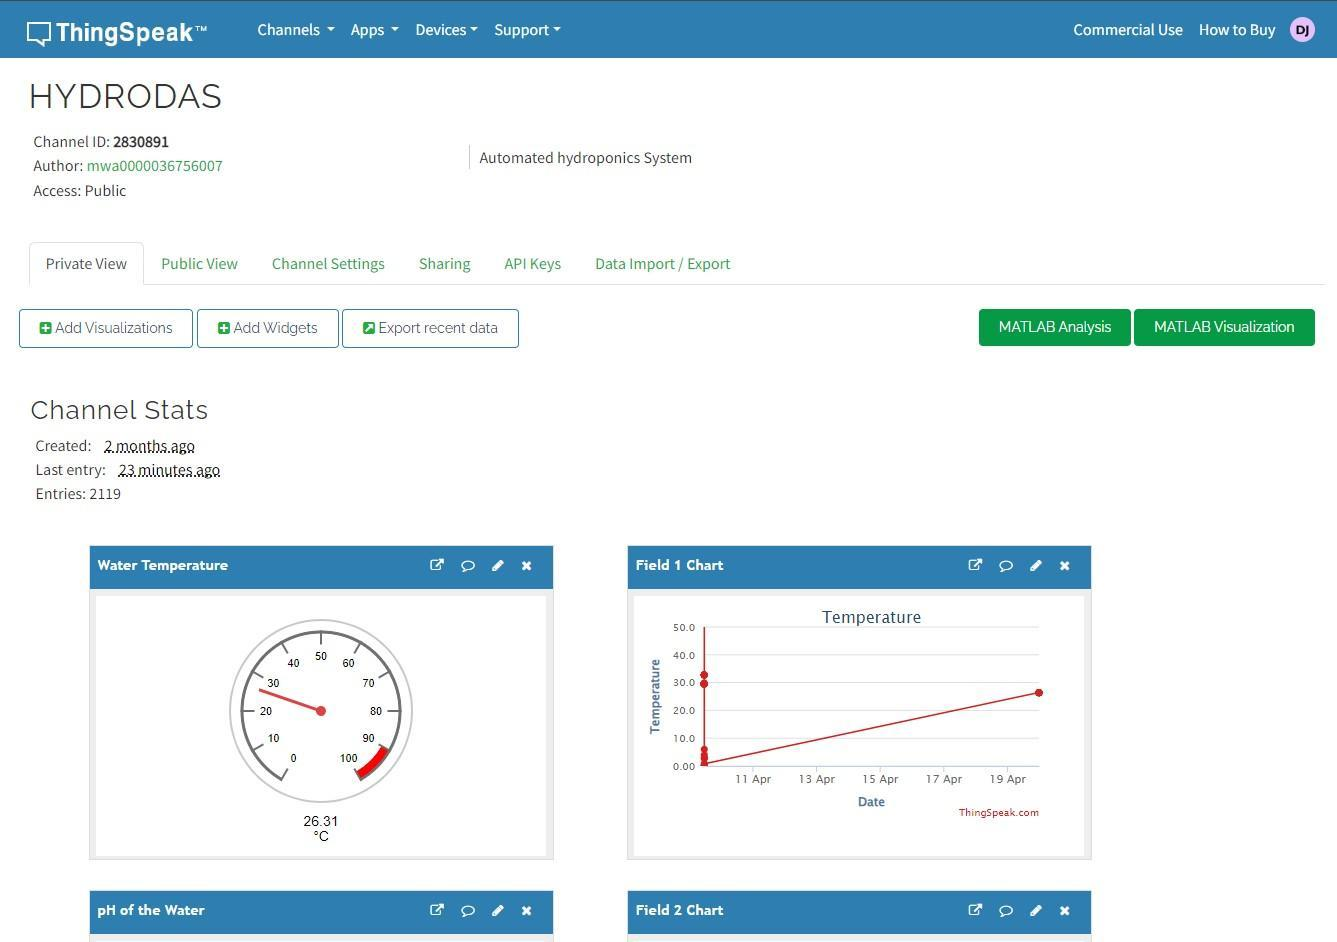 ThingSpeak™
Channels Apps Devices Support
Commercial Use How to Buy DJ
HYDRODAS
Channel ID: 2830891
Author: mwa0000036756007
Access: Public
Automated hydroponics System
Private View Public View Channel Settings Sharing API Keys Data Import / Export
Add Visualizations Add Widgets Export recent data MATLAB Analysis MATLAB Visualization
Channel Stats
Created: 2 months ago
Last entry: 23 minutes ago
Entries: 2119
Water Temperature
0 10 20 30 40 50 60 70 80 90 100
26.31
°C
Field 1 Chart
Temperature
Temperature
50.0
40.0
30.0
20.0
10.0
0.00
11 Apr 13 Apr 15 Apr 17 Apr 19 Apr
Date
ThingSpeak.com
pH of the Water
Field 2 Chart